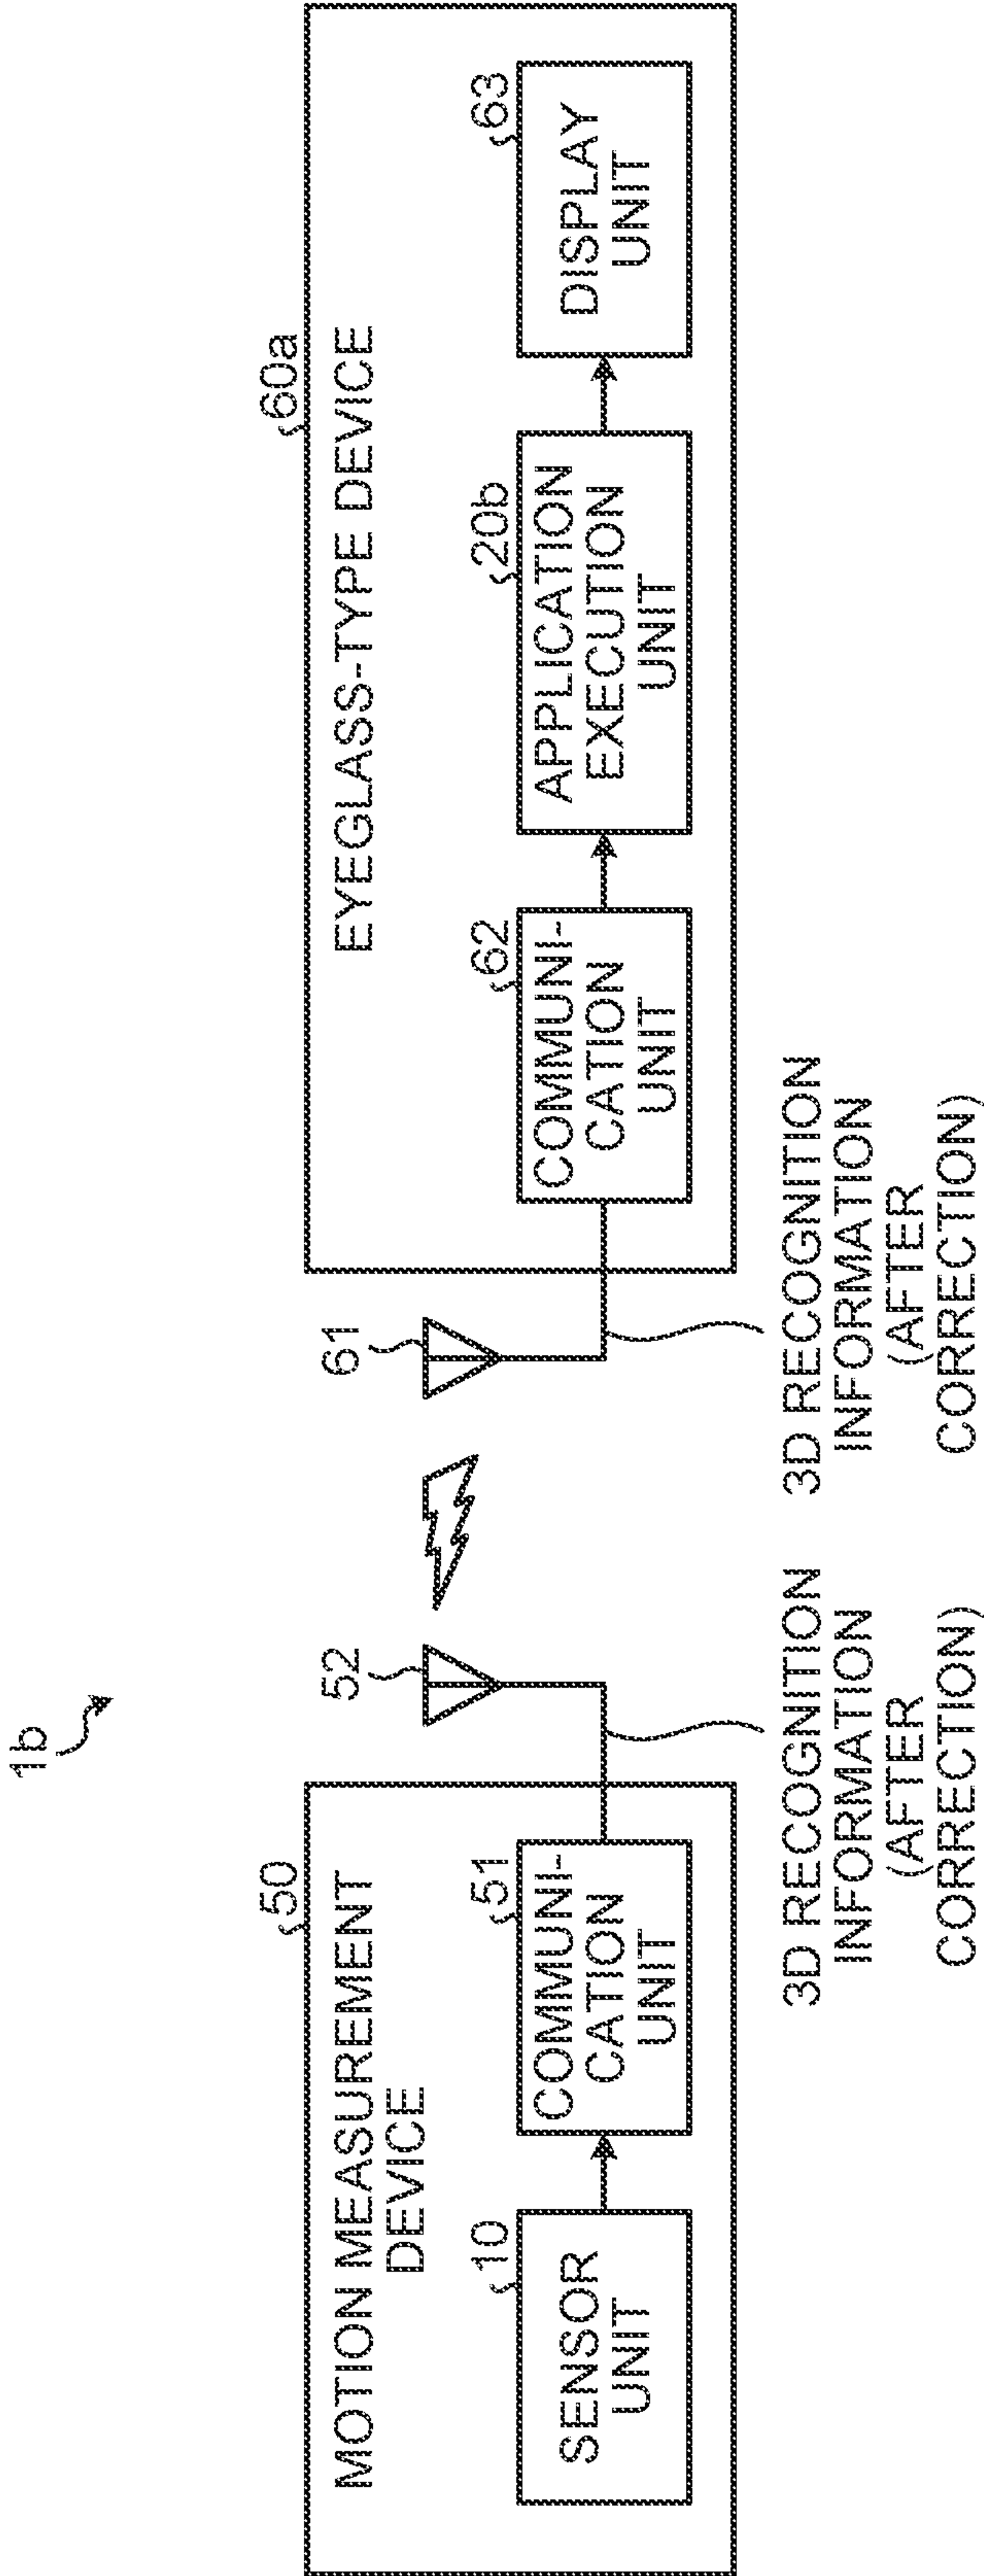 1b
50
MOTION MEASUREMENT
DEVICE
10
SENSOR
UNIT
51
COMMUNI-
CATION
UNIT
52
3D RECOGNITION
INFORMATION
(AFTER
CORRECTION)
61
3D RECOGNITION
INFORMATION
(AFTER
CORRECTION)
60a
EYEGLASS-TYPE DEVICE
62
COMMUNI-
CATION
UNIT
20b
APPLICATION
EXECUTION
UNIT
63
DISPLAY
UNIT